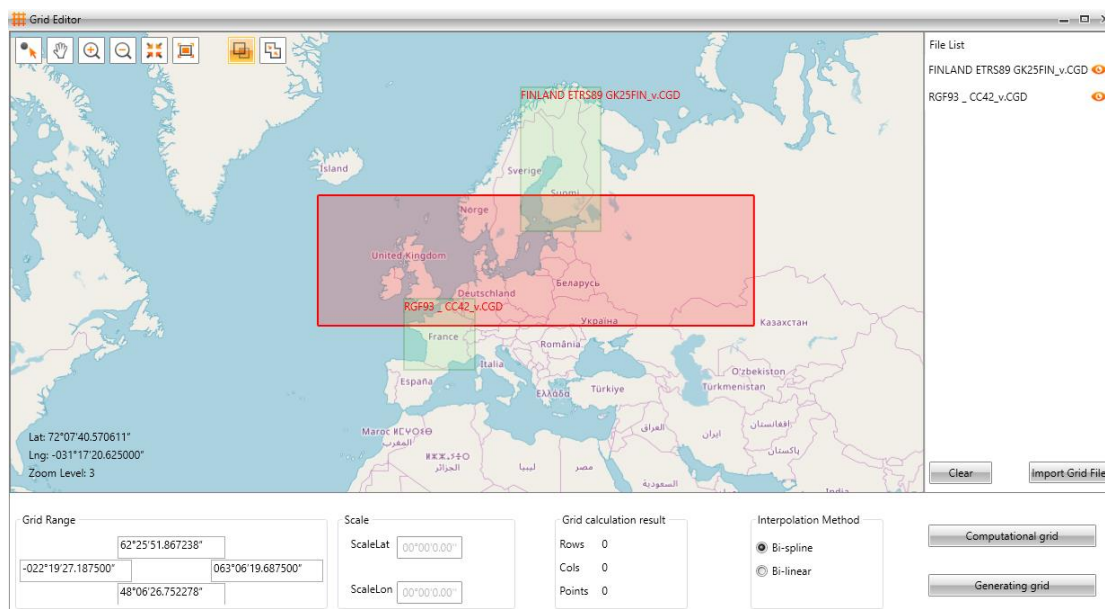 Grid Editor
File List
FINLAND ETRS89 GK25FIN_v.CGD
RGF93 _ CC42_v.CGD
FINLAND ETRS89 GK25FIN_v.CGD
Ísland
Sverige
Suomi
Norge
United Kingdom
Беларусь
Deutschland
RGF93 _ CC42_v.CGD
Україна
Казахстан
France
România
Italia
O'zbekiston
España
Ελλάδα
Türkiye
Türkmenistan
Maroc ⵍⵎⵖⵔⵉⴱ
المغرب
العراق
ایران
افغانستان
پاکستان
الجزائر
ليبيا
مصر
السعودية
India
Lat: 72°07'40.570611"
Lng: -031°17'20.625000"
Zoom Level: 3
Clear
Import Grid File
Grid Range
62°25'51.867238"
-022°19'27.187500"
063°06'19.687500"
48°06'26.752278"
Scale
ScaleLat 00°00'0.00"
ScaleLon 00°00'0.00"
Grid calculation result
Rows 0
Cols 0
Points 0
Interpolation Method
Bi-spline
Bi-linear
Computational grid
Generating grid